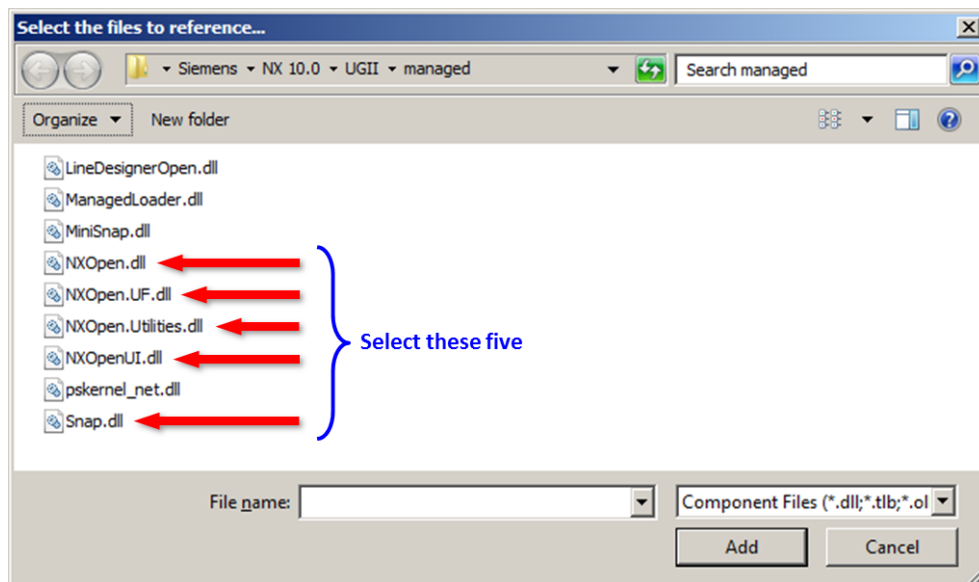 Select the files to reference...
Siemens NX 10.0 UGII managed
Search managed
Organize New folder
LineDesignerOpen.dll
ManagedLoader.dll
MiniSnap.dll
NXOpen.dll
NXOpen.UF.dll
NXOpen.Utilities.dll
Select these five
NXOpenUI.dll
pskernel_net.dll
Snap.dll
File name:
Component Files (*.dll;*.tlb;*.ol
Add Cancel